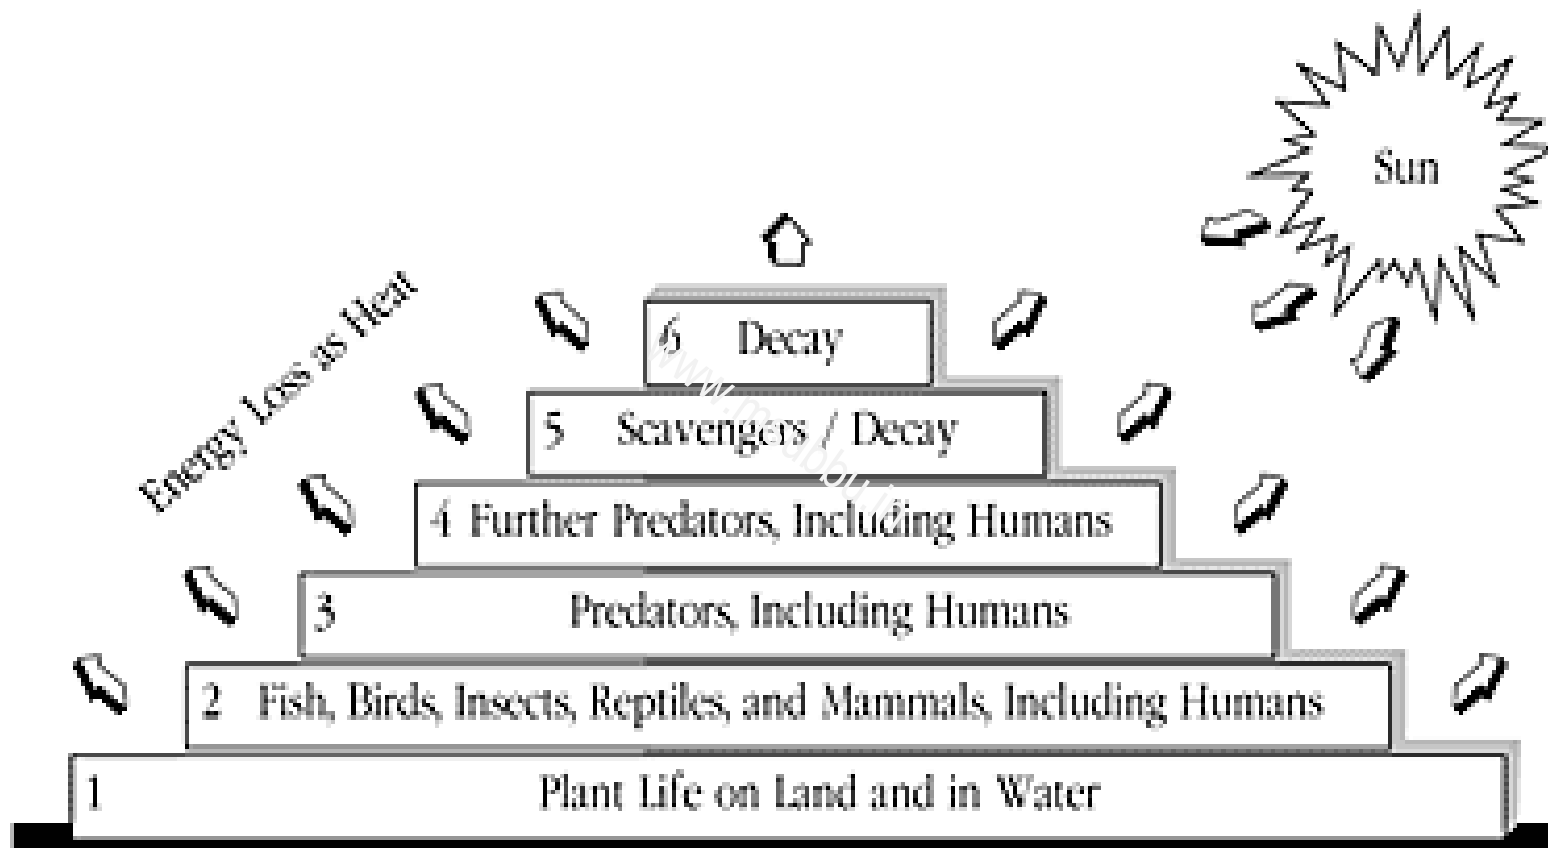 Sun
Energy Loss as Heat
6 Decay
5 Scavengers / Decay
4 Further Predators, Including Humans
3 Predators, Including Humans
2 Fish, Birds, Insects, Reptiles, and Mammals, Including Humans
1 Plant Life on Land and in Water